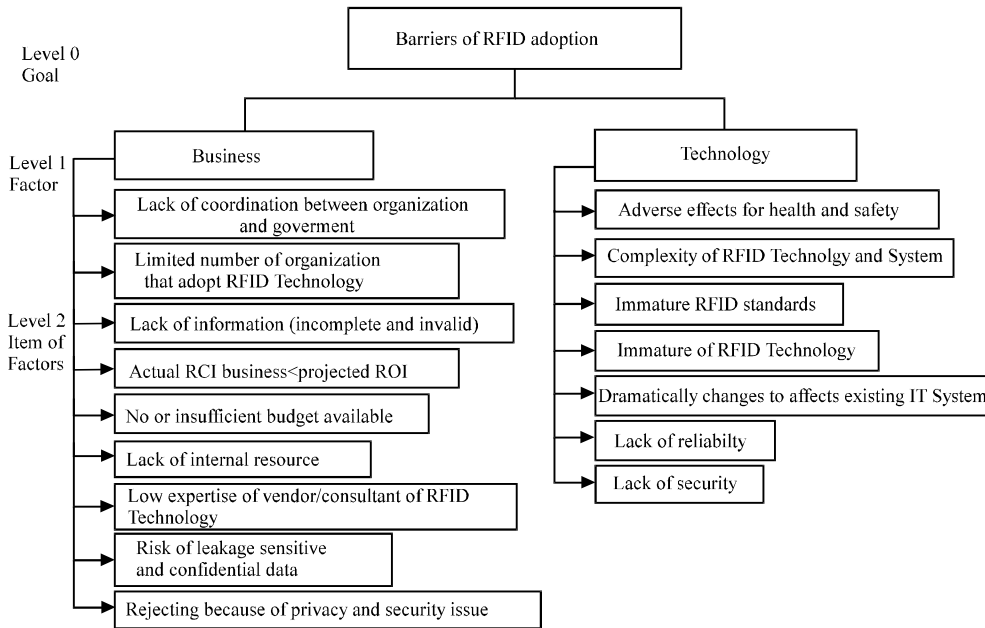 Barriers of RFID adoption
Level 0
Goal
Business
Technology
Level 1
Factor
Lack of coordination between organization
and goverment
Limited number of organization
that adopt RFID Technology
Level 2
Item of
Factors
Lack of information (incomplete and invalid)
Actual RCI business<projected ROI
No or insufficient budget available
Lack of internal resource
Low expertise of vendor/consultant of RFID
Technology
Risk of leakage sensitive
and confidential data
Rejecting because of privacy and security issue
Adverse effects for health and safety
Complexity of RFID Technolgy and System
Immature RFID standards
Immature of RFID Technology
Dramatically changes to affects existing IT System
Lack of reliabilty
Lack of security